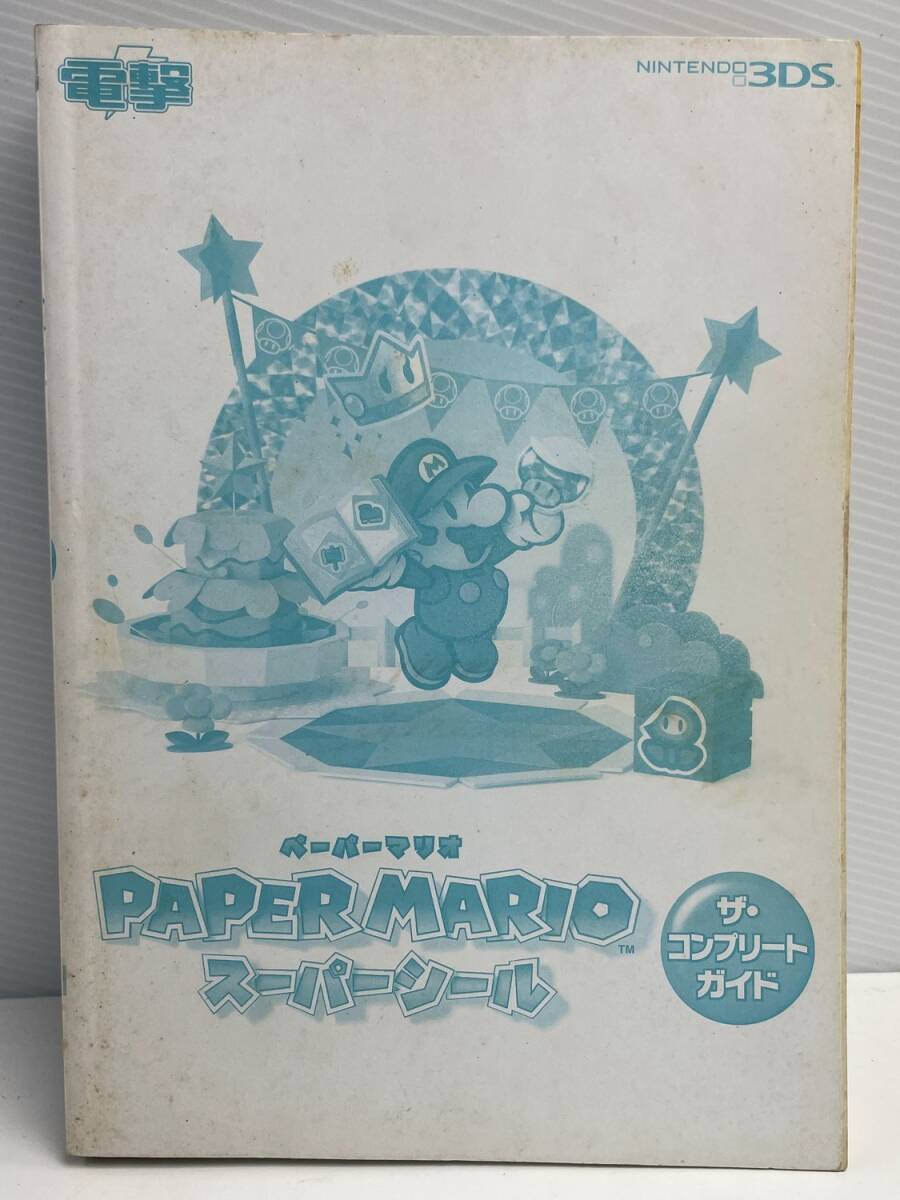 電撃
NINTENDO 3DS
M
ペーパーマリオ
PAPER MARIO
TM
スーパーシール
ザ・
コンプリート
ガイド